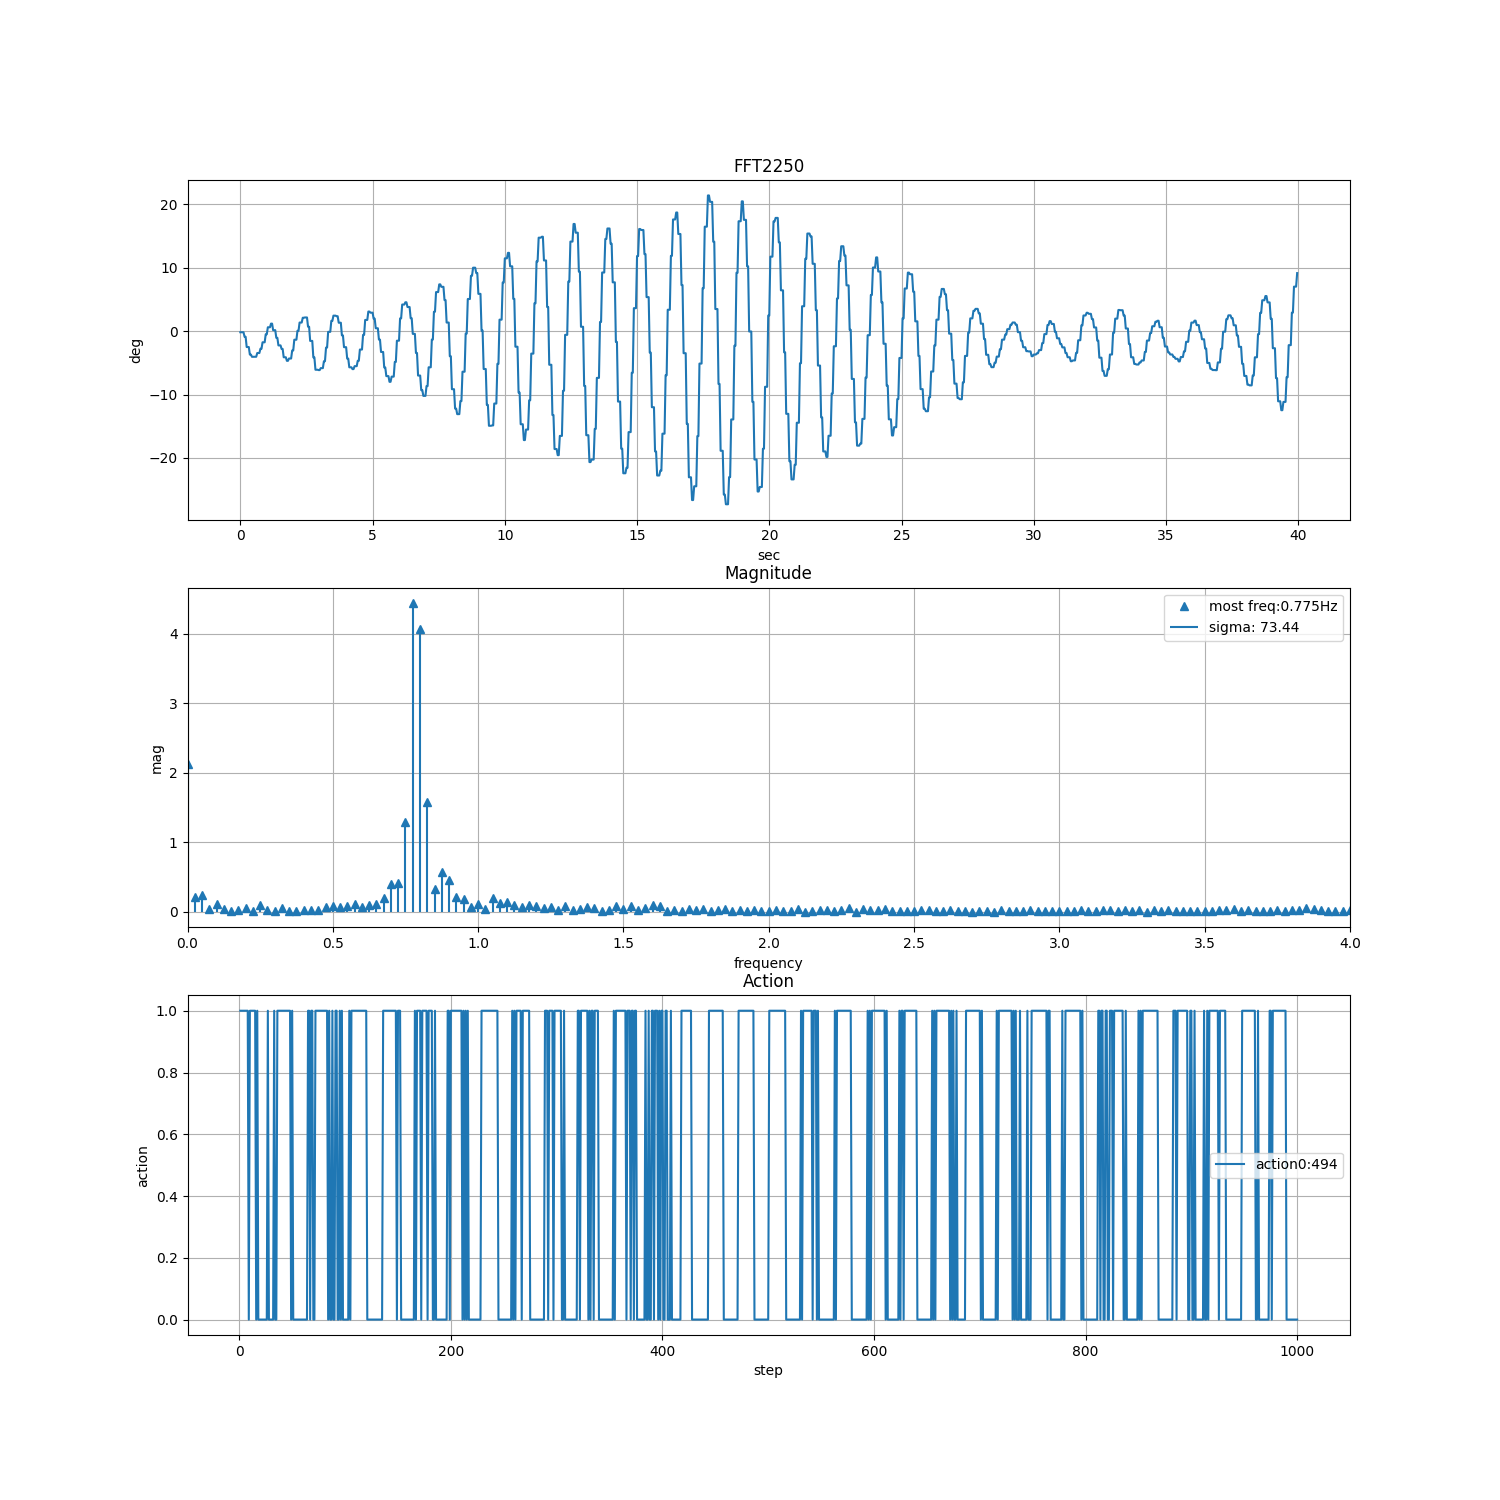 FFT2250
20
10
0
−10
−20
deg
0 5 10 15 20 25 30 35 40
sec
Magnitude
most freq:0.775Hz
sigma: 73.44
4
3
2
1
0
mag
0.0 0.5 1.0 1.5 2.0 2.5 3.0 3.5 4.0
frequency
Action
1.0
0.8
0.6
0.4
0.2
0.0
action
action0:494
0 200 400 600 800 1000
step